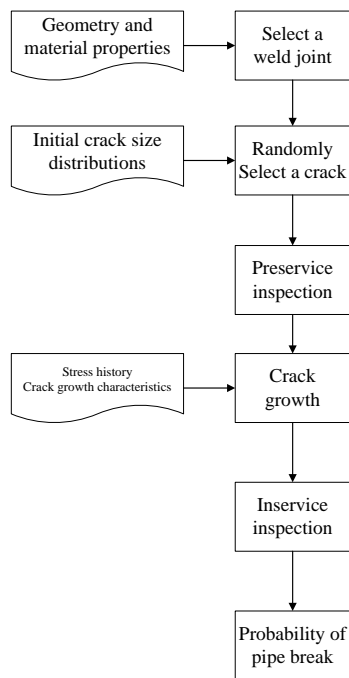 Geometry and
material properties
Select a
weld joint
Initial crack size
distributions
Randomly
Select a crack
Preservice
inspection
Stress history
Crack growth characteristics
Crack
growth
Inservice
inspection
Probability of
pipe break